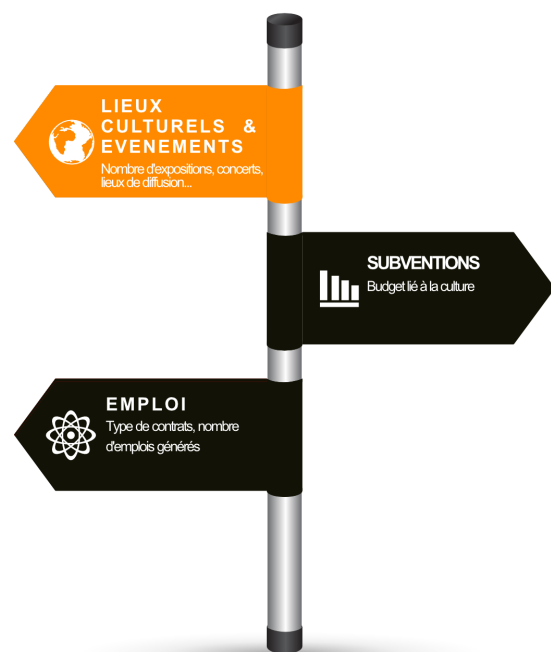 LIEUX
CULTURELS &
EVENEMENTS
Nombre d'expositions, concerts,
lieux de diffusion...
SUBVENTIONS
Budget lié à la culture
EMPLOI
Type de contrats, nombre
d'emplois générés